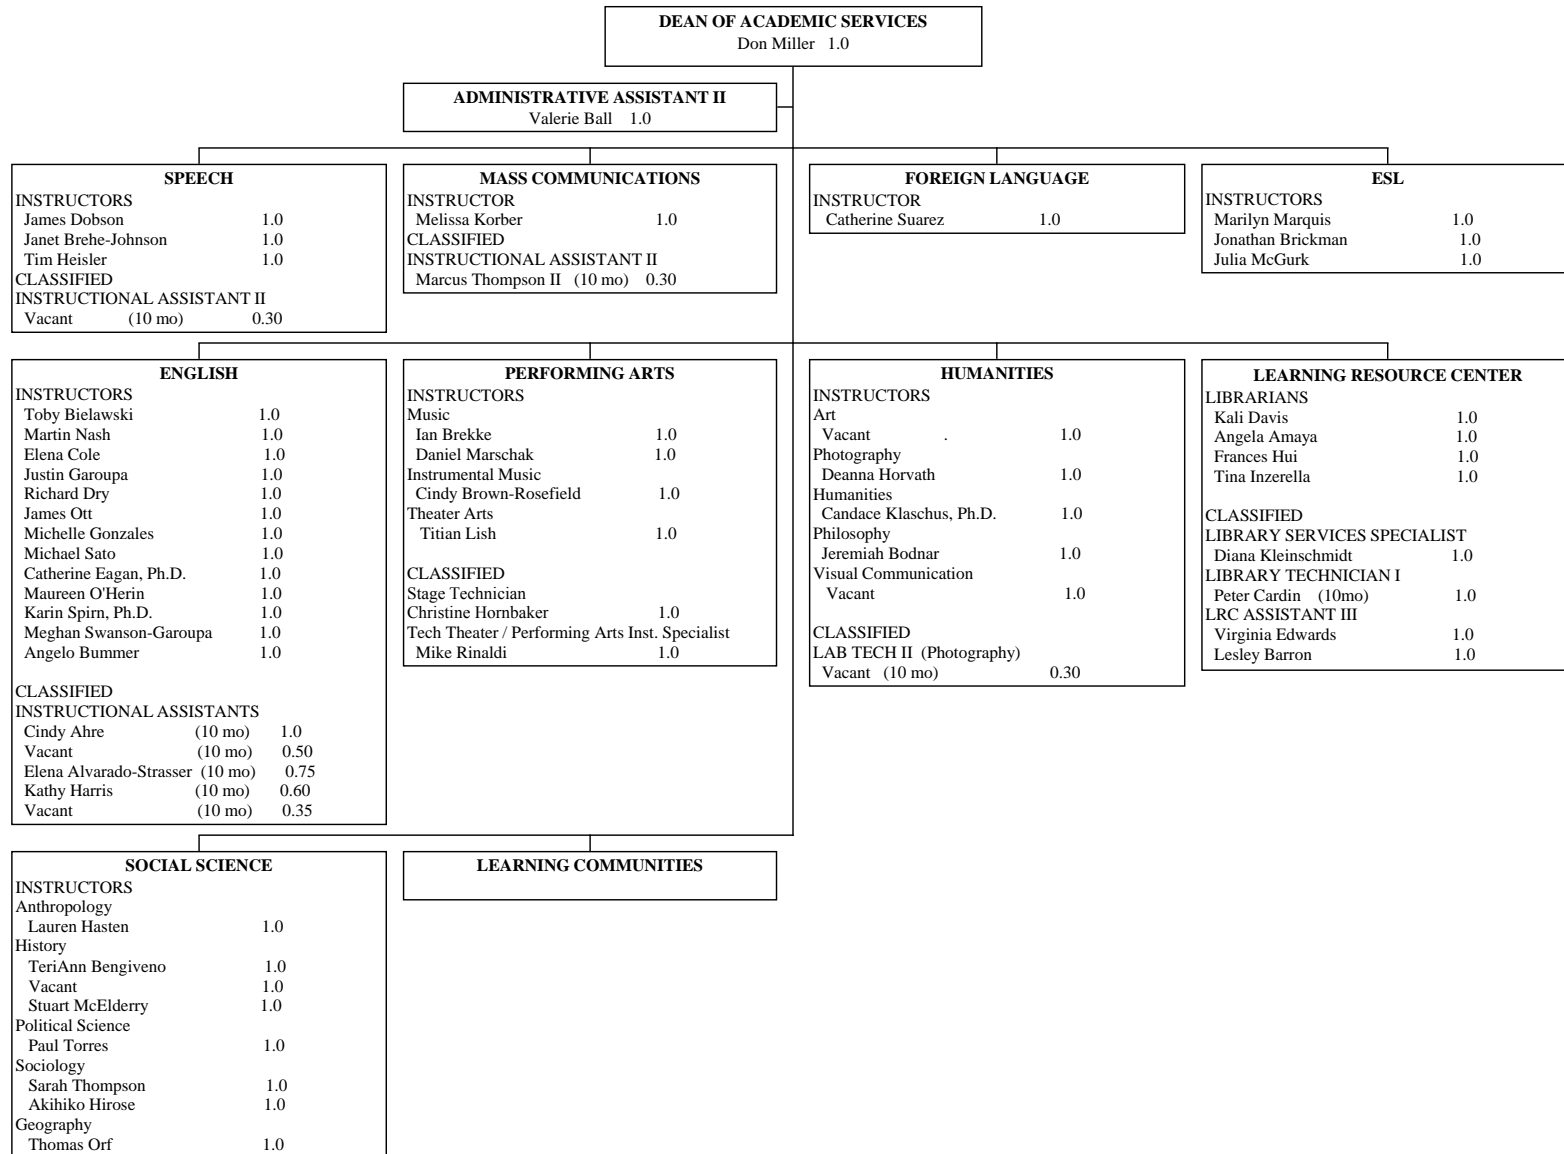 DEAN OF ACADEMIC SERVICES
Don Miller 1.0
ADMINISTRATIVE ASSISTANT II
Valerie Ball 1.0
SPEECH
INSTRUCTORS
James Dobson 1.0
Janet Brehe-Johnson 1.0
Tim Heisler 1.0
CLASSIFIED
INSTRUCTIONAL ASSISTANT II
Vacant (10 mo) 0.30
MASS COMMUNICATIONS
INSTRUCTOR
Melissa Korber 1.0
CLASSIFIED
INSTRUCTIONAL ASSISTANT II
Marcus Thompson II (10 mo) 0.30
FOREIGN LANGUAGE
INSTRUCTOR
Catherine Suarez 1.0
ESL
INSTRUCTORS
Marilyn Marquis 1.0
Jonathan Brickman 1.0
Julia McGurk 1.0
ENGLISH
INSTRUCTORS
Toby Bielawski 1.0
Martin Nash 1.0
Elena Cole 1.0
Justin Garoupa 1.0
Richard Dry 1.0
James Ott 1.0
Michelle Gonzales 1.0
Michael Sato 1.0
Catherine Eagan, Ph.D. 1.0
Maureen O'Herin 1.0
Karin Spirn, Ph.D. 1.0
Meghan Swanson-Garoupa 1.0
Angelo Bummer 1.0
CLASSIFIED
INSTRUCTIONAL ASSISTANTS
Cindy Ahre (10 mo) 1.0
Vacant (10 mo) 0.50
Elena Alvarado-Strasser (10 mo) 0.75
Kathy Harris (10 mo) 0.60
Vacant (10 mo) 0.35
PERFORMING ARTS
INSTRUCTORS
Music
Ian Brekke 1.0
Daniel Marschak 1.0
Instrumental Music
Cindy Brown-Rosefield 1.0
Theater Arts
Titian Lish 1.0
CLASSIFIED
Stage Technician
Christine Hornbaker 1.0
Tech Theater / Performing Arts Inst. Specialist
Mike Rinaldi 1.0
HUMANITIES
INSTRUCTORS
Art
Vacant . 1.0
Photography
Deanna Horvath 1.0
Humanities
Candace Klaschus, Ph.D. 1.0
Philosophy
Jeremiah Bodnar 1.0
Visual Communication
Vacant 1.0
CLASSIFIED
LAB TECH II (Photography)
Vacant (10 mo) 0.30
LEARNING RESOURCE CENTER
LIBRARIANS
Kali Davis 1.0
Angela Amaya 1.0
Frances Hui 1.0
Tina Inzerella 1.0
CLASSIFIED
LIBRARY SERVICES SPECIALIST
Diana Kleinschmidt 1.0
LIBRARY TECHNICIAN I
Peter Cardin (10mo) 1.0
LRC ASSISTANT III
Virginia Edwards 1.0
Lesley Barron 1.0
SOCIAL SCIENCE
INSTRUCTORS
Anthropology
Lauren Hasten 1.0
History
TeriAnn Bengiveno 1.0
Vacant 1.0
Stuart McElderry 1.0
Political Science
Paul Torres 1.0
Sociology
Sarah Thompson 1.0
Akihiko Hirose 1.0
Geography
Thomas Orf 1.0
LEARNING COMMUNITIES